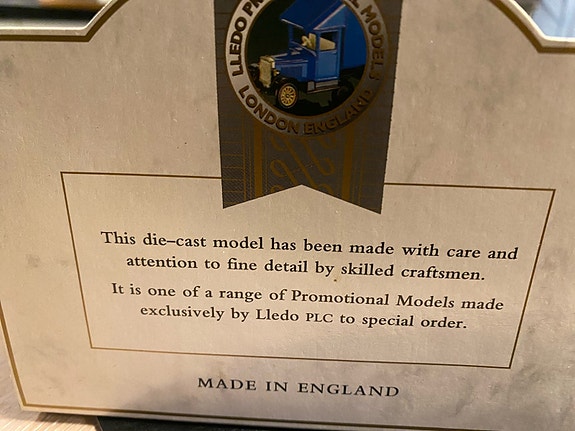 LLEDO PR L MODELS
LONDON ENGLAND
This die–cast model has been made with care and
attention to fine detail by skilled craftsmen.
It is one of a range of Promotional Models made
exclusively by Lledo PLC to special order.
MADE IN ENGLAND